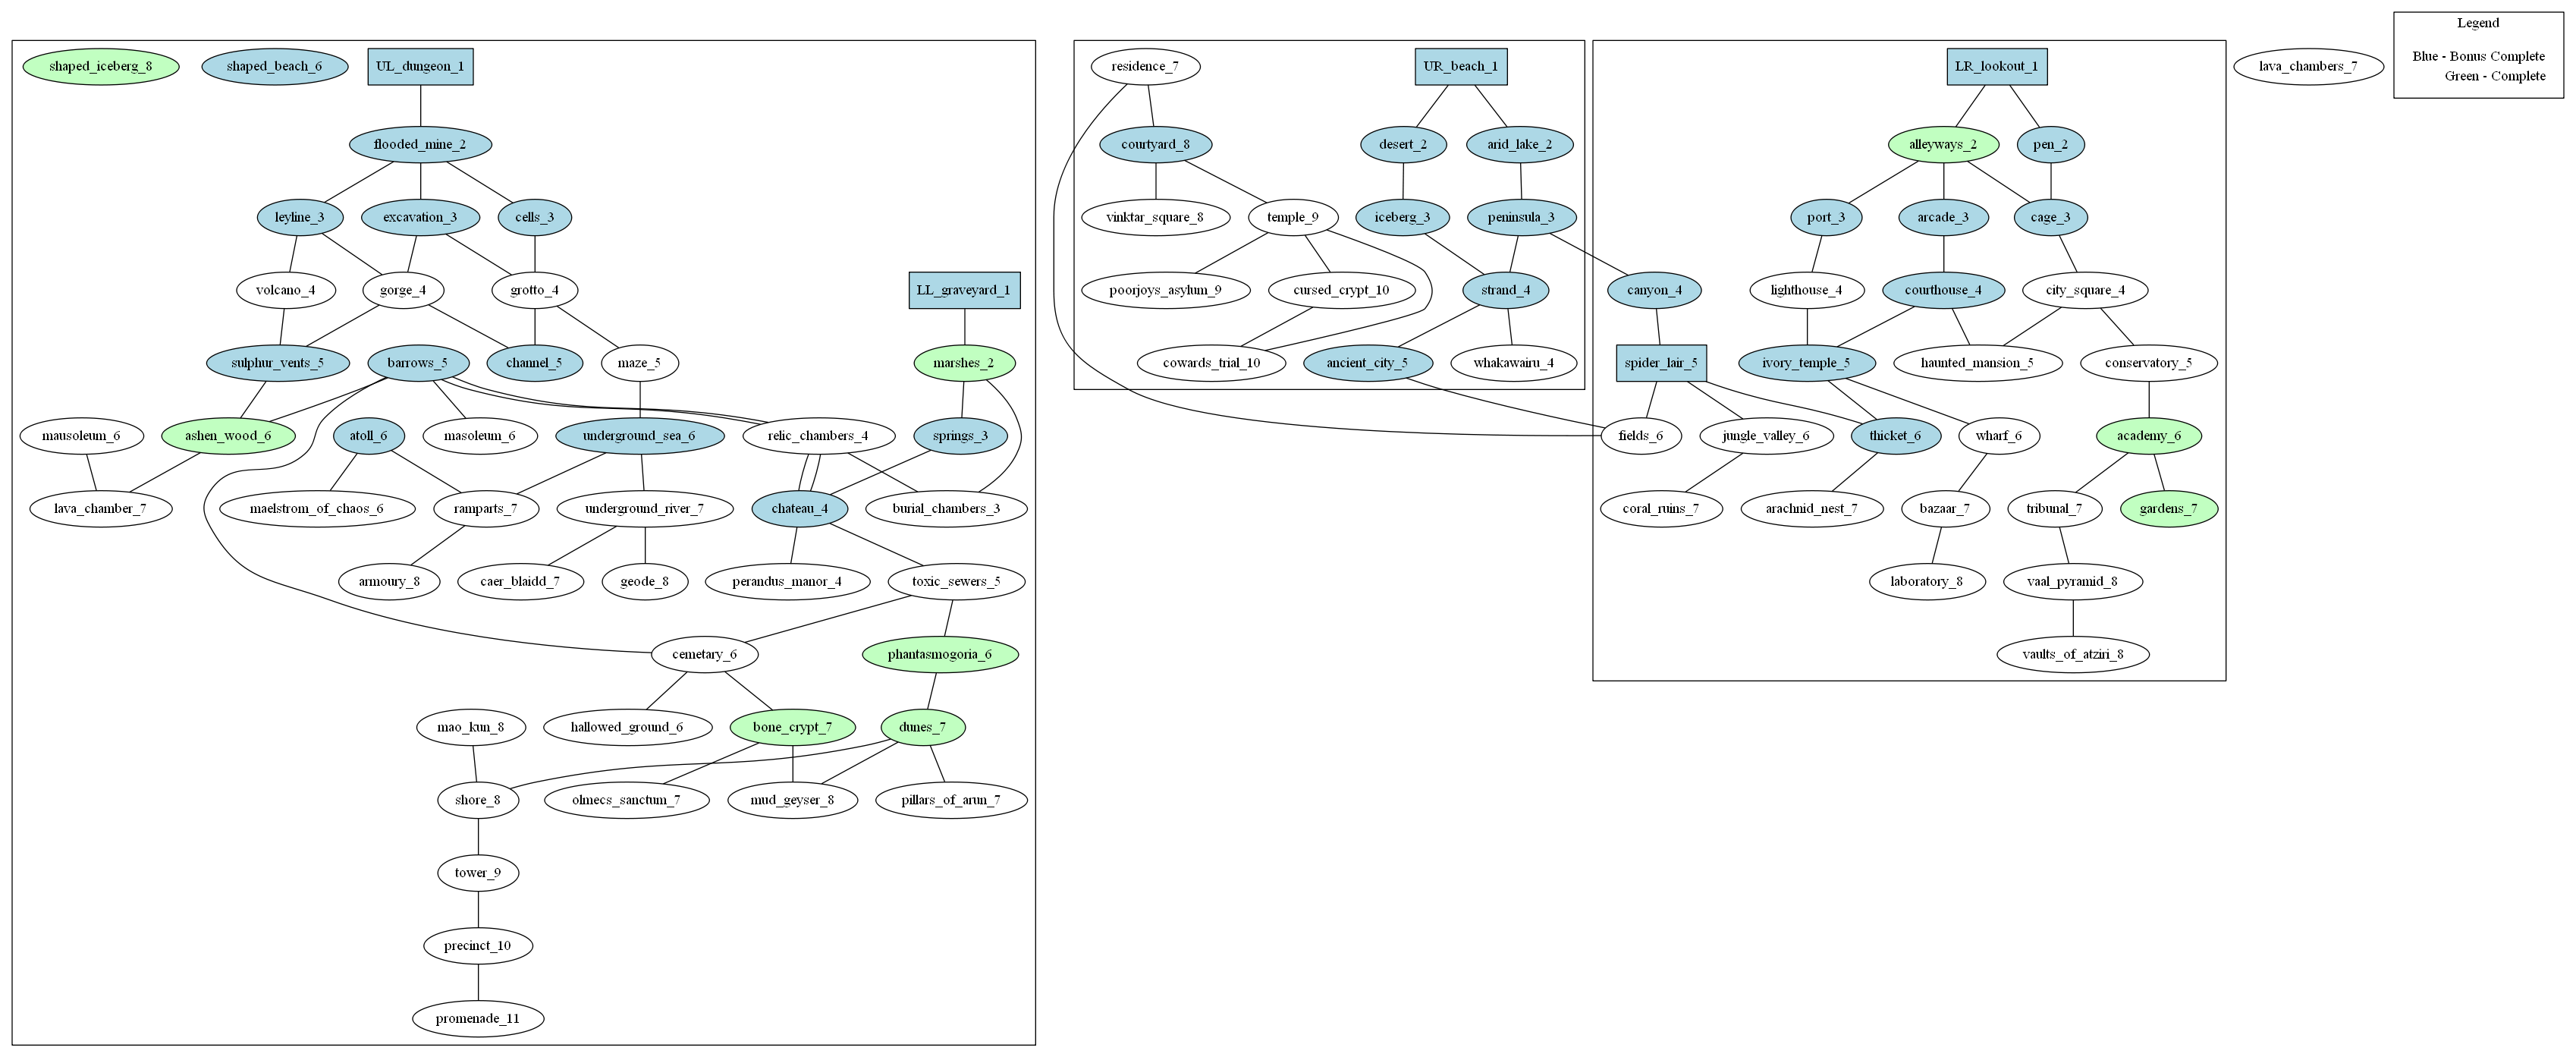 Legend
Blue - Bonus Complete
Green - Complete
shaped_iceberg_8
shaped_beach_6
UL_dungeon_1
residence_7
UR_beach_1
LR_lookout_1
lava_chambers_7
flooded_mine_2
courtyard_8
desert_2
arid_lake_2
alleyways_2
pen_2
leyline_3
excavation_3
cells_3
vinktar_square_8
temple_9
iceberg_3
peninsula_3
port_3
arcade_3
cage_3
volcano_4
gorge_4
grotto_4
LL_graveyard_1
poorjoys_asylum_9
cursed_crypt_10
strand_4
canyon_4
lighthouse_4
courthouse_4
city_square_4
sulphur_vents_5
barrows_5
channel_5
maze_5
marshes_2
cowards_trial_10
ancient_city_5
whakawairu_4
spider_lair_5
ivory_temple_5
haunted_mansion_5
conservatory_5
mausoleum_6
ashen_wood_6
atoll_6
masoleum_6
underground_sea_6
relic_chambers_4
springs_3
fields_6
jungle_valley_6
thicket_6
wharf_6
academy_6
lava_chamber_7
maelstrom_of_chaos_6
ramparts_7
underground_river_7
chateau_4
burial_chambers_3
coral_ruins_7
arachnid_nest_7
bazaar_7
tribunal_7
gardens_7
armoury_8
caer_blaidd_7
geode_8
perandus_manor_4
toxic_sewers_5
laboratory_8
vaal_pyramid_8
cemetary_6
phantasmogoria_6
vaults_of_atziri_8
mao_kun_8
hallowed_ground_6
bone_crypt_7
dunes_7
shore_8
olmecs_sanctum_7
mud_geyser_8
pillars_of_arun_7
tower_9
precinct_10
promenade_11